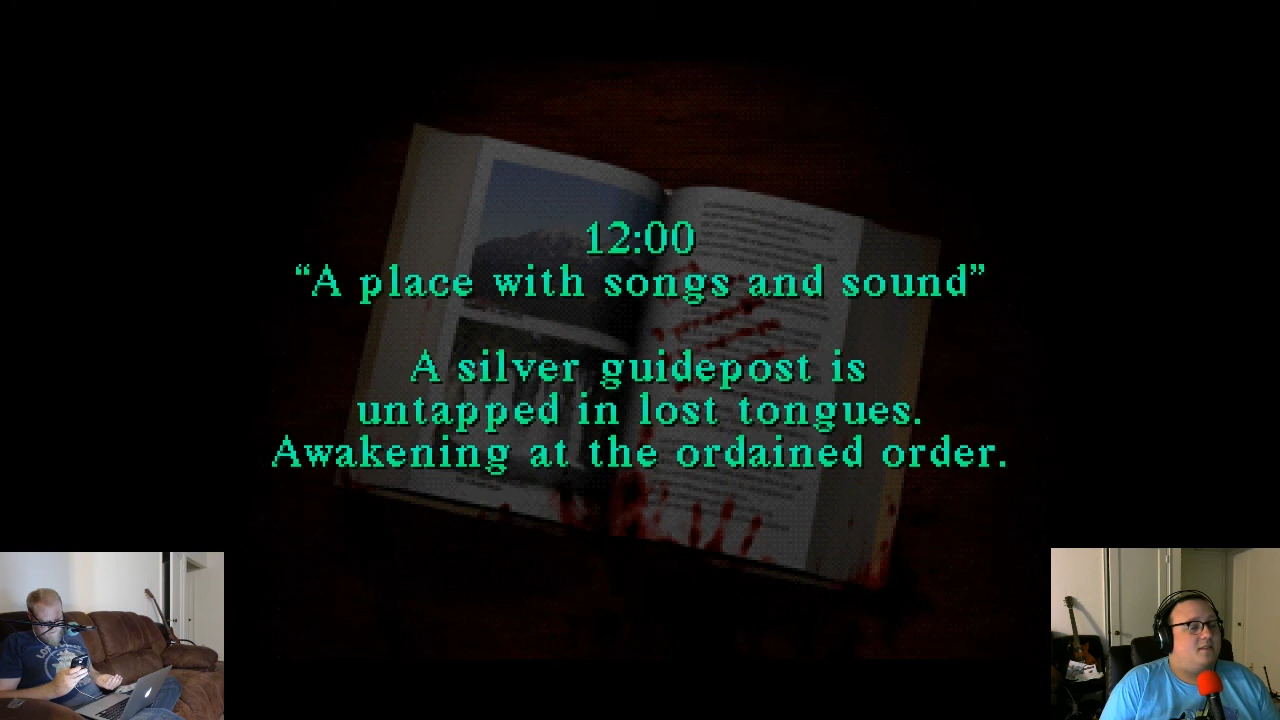 12:00
“A place with songs and sound”
A silver guidepost is
untapped in lost tongues.
Awakening at the ordained order.